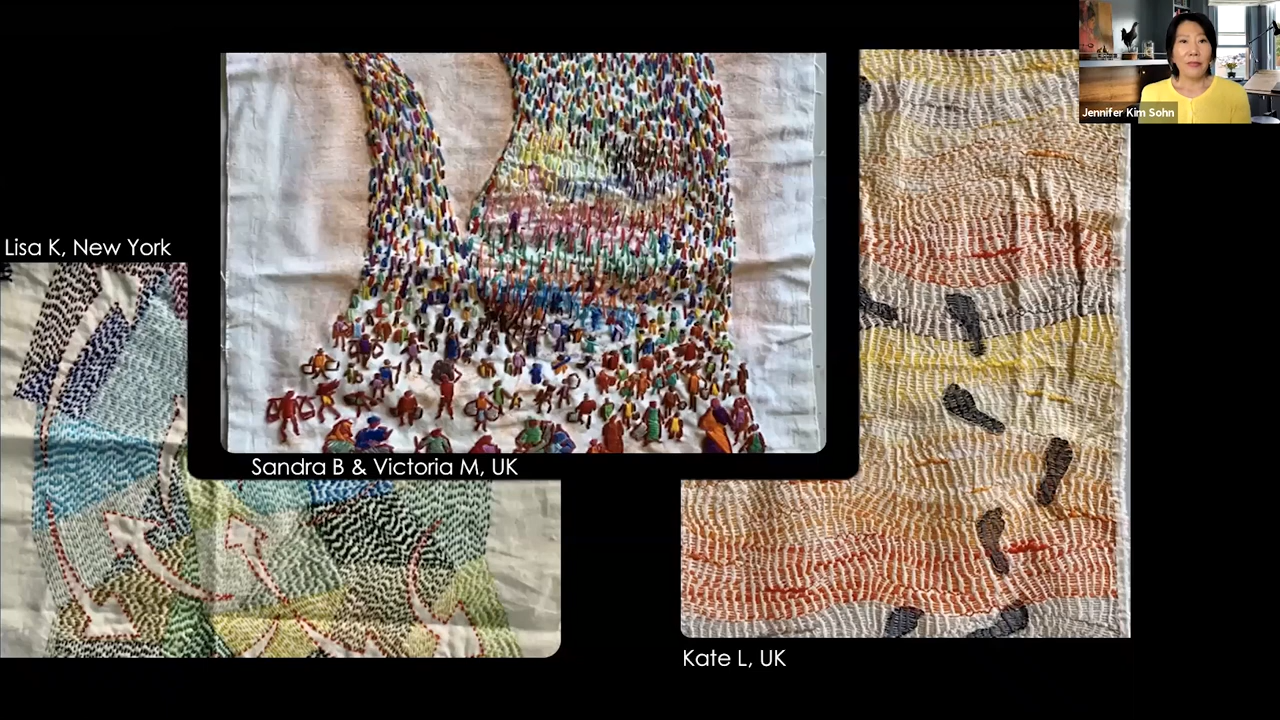 Jennifer Kim Sohn
Lisa K, New York
Sandra B & Victoria M, UK
Kate L, UK